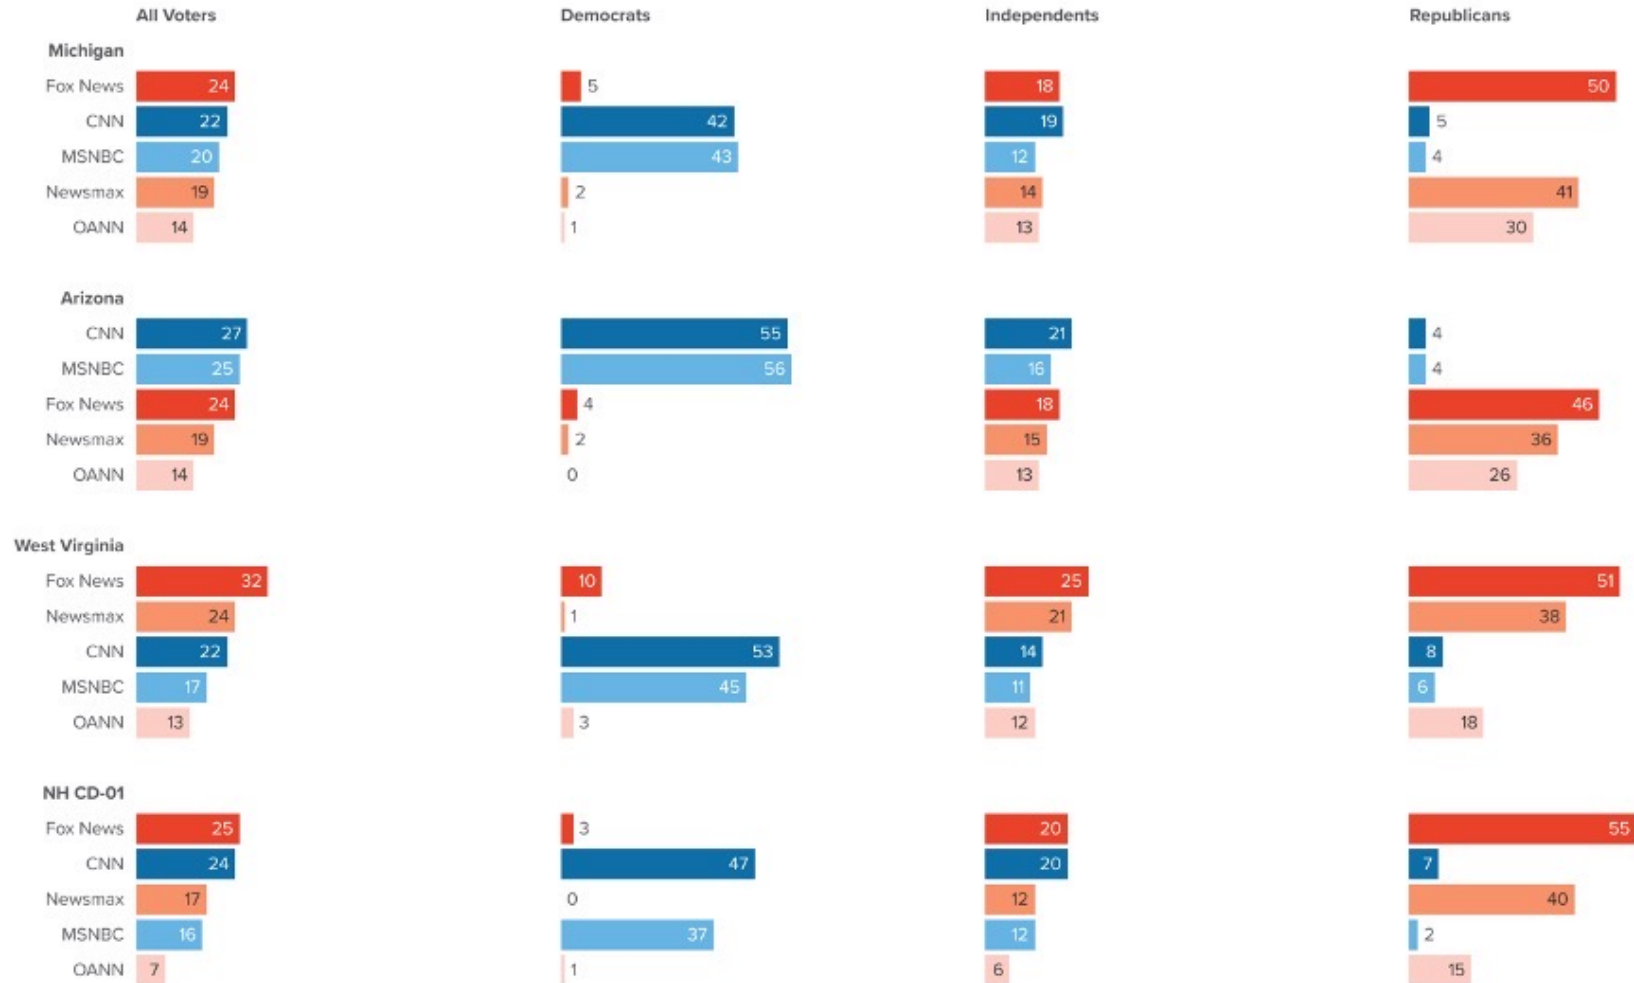 All Voters Democrats Independents Republicans
Michigan
Fox News 24 5 18 50
CNN 22 42 19 5
MSNBC 20 43 12 4
Newsmax 19 2 14 41
OANN 14 1 13 30
Arizona
CNN 27 55 21 4
MSNBC 25 56 16 4
Fox News 24 4 18 46
Newsmax 19 2 15 36
OANN 14 0 13 26
West Virginia
Fox News 32 10 25 51
Newsmax 24 1 21 38
CNN 22 53 14 8
MSNBC 17 45 11 6
OANN 13 3 12 18
NH CD-01
Fox News 25 3 20 55
CNN 24 47 20 7
Newsmax 17 0 12 40
MSNBC 16 37 12 2
OANN 7 1 6 15